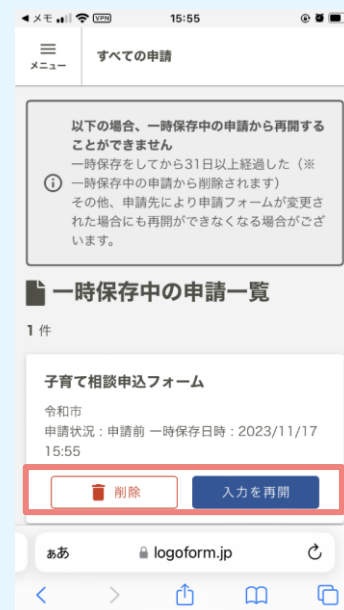 メモ VPN 15:55
メニュー
すべての申請
以下の場合、一時保存中の申請から再開する
ことができません
一時保存をしてから31日以上経過した（※
一時保存中の申請から削除されます）
その他、申請先により申請フォームが変更さ
れた場合にも再開ができなくなる場合がござ
います。
一時保存中の申請一覧
1 件
子育て相談申込フォーム
令和市
申請状況：申請前 一時保存日時：2023/11/17
15:55
削除
入力を再開
ぁあ logoform.jp